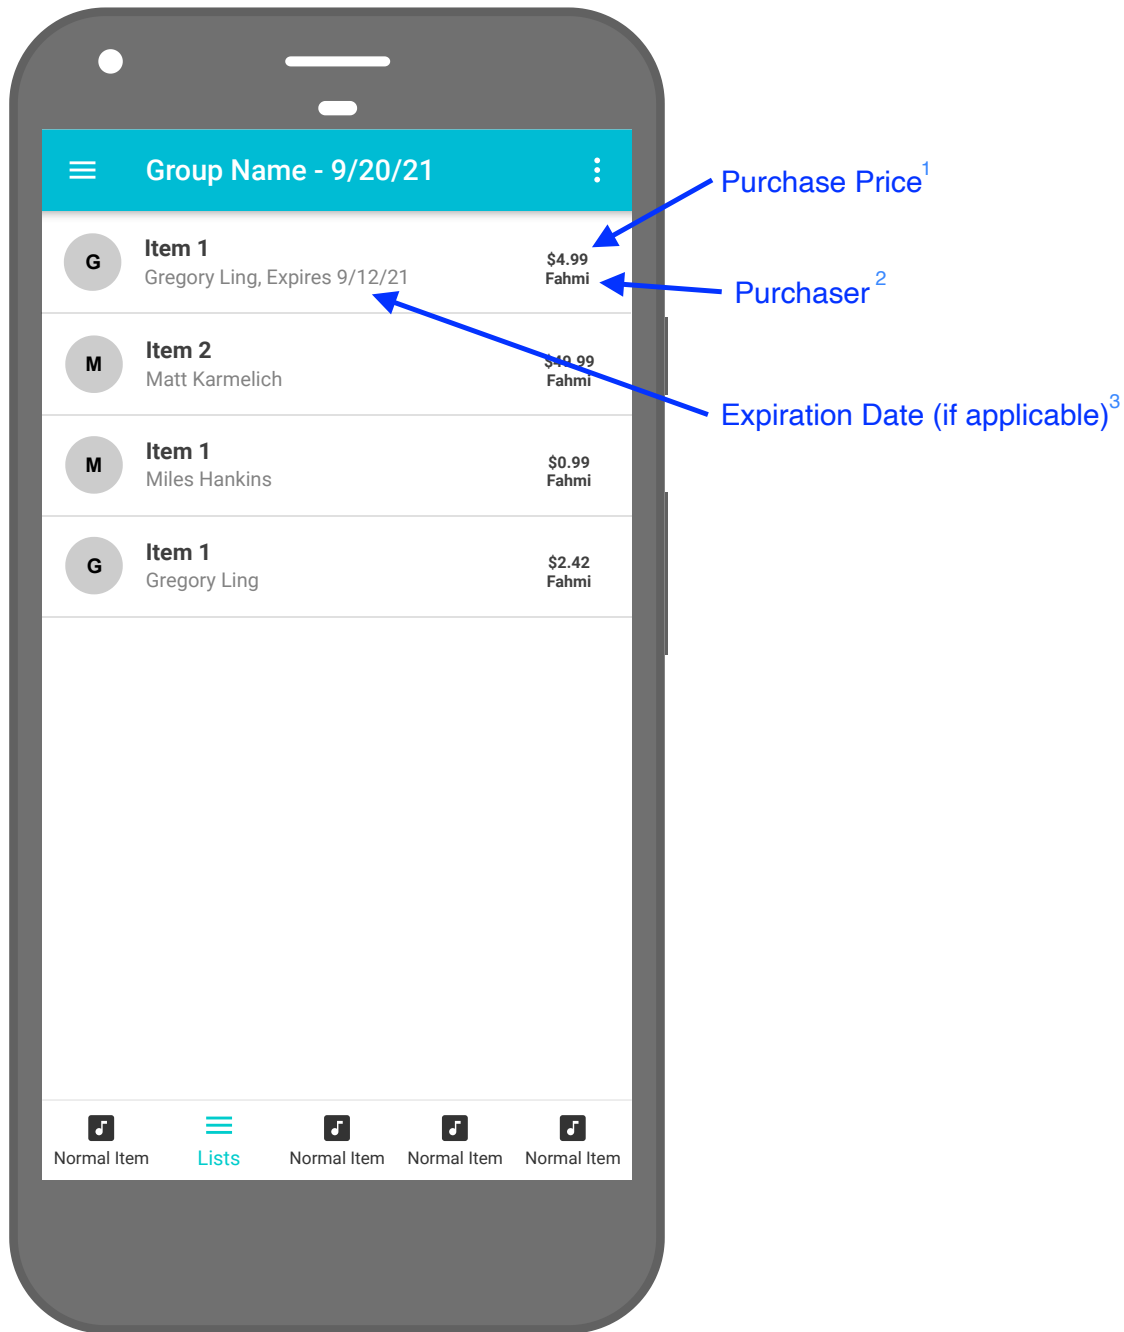 Group Name - 9/20/21
Purchase Price1
G
Item 1
Gregory Ling, Expires 9/12/21
$4.99
Fahmi
Purchaser 2
M
Item 2
Matt Karmelich
$49.99
Fahmi
Expiration Date (if applicable)3
M
Item 1
Miles Hankins
$0.99
Fahmi
G
Item 1
Gregory Ling
$2.42
Fahmi
Normal Item
Lists
Normal Item
Normal Item
Normal Item